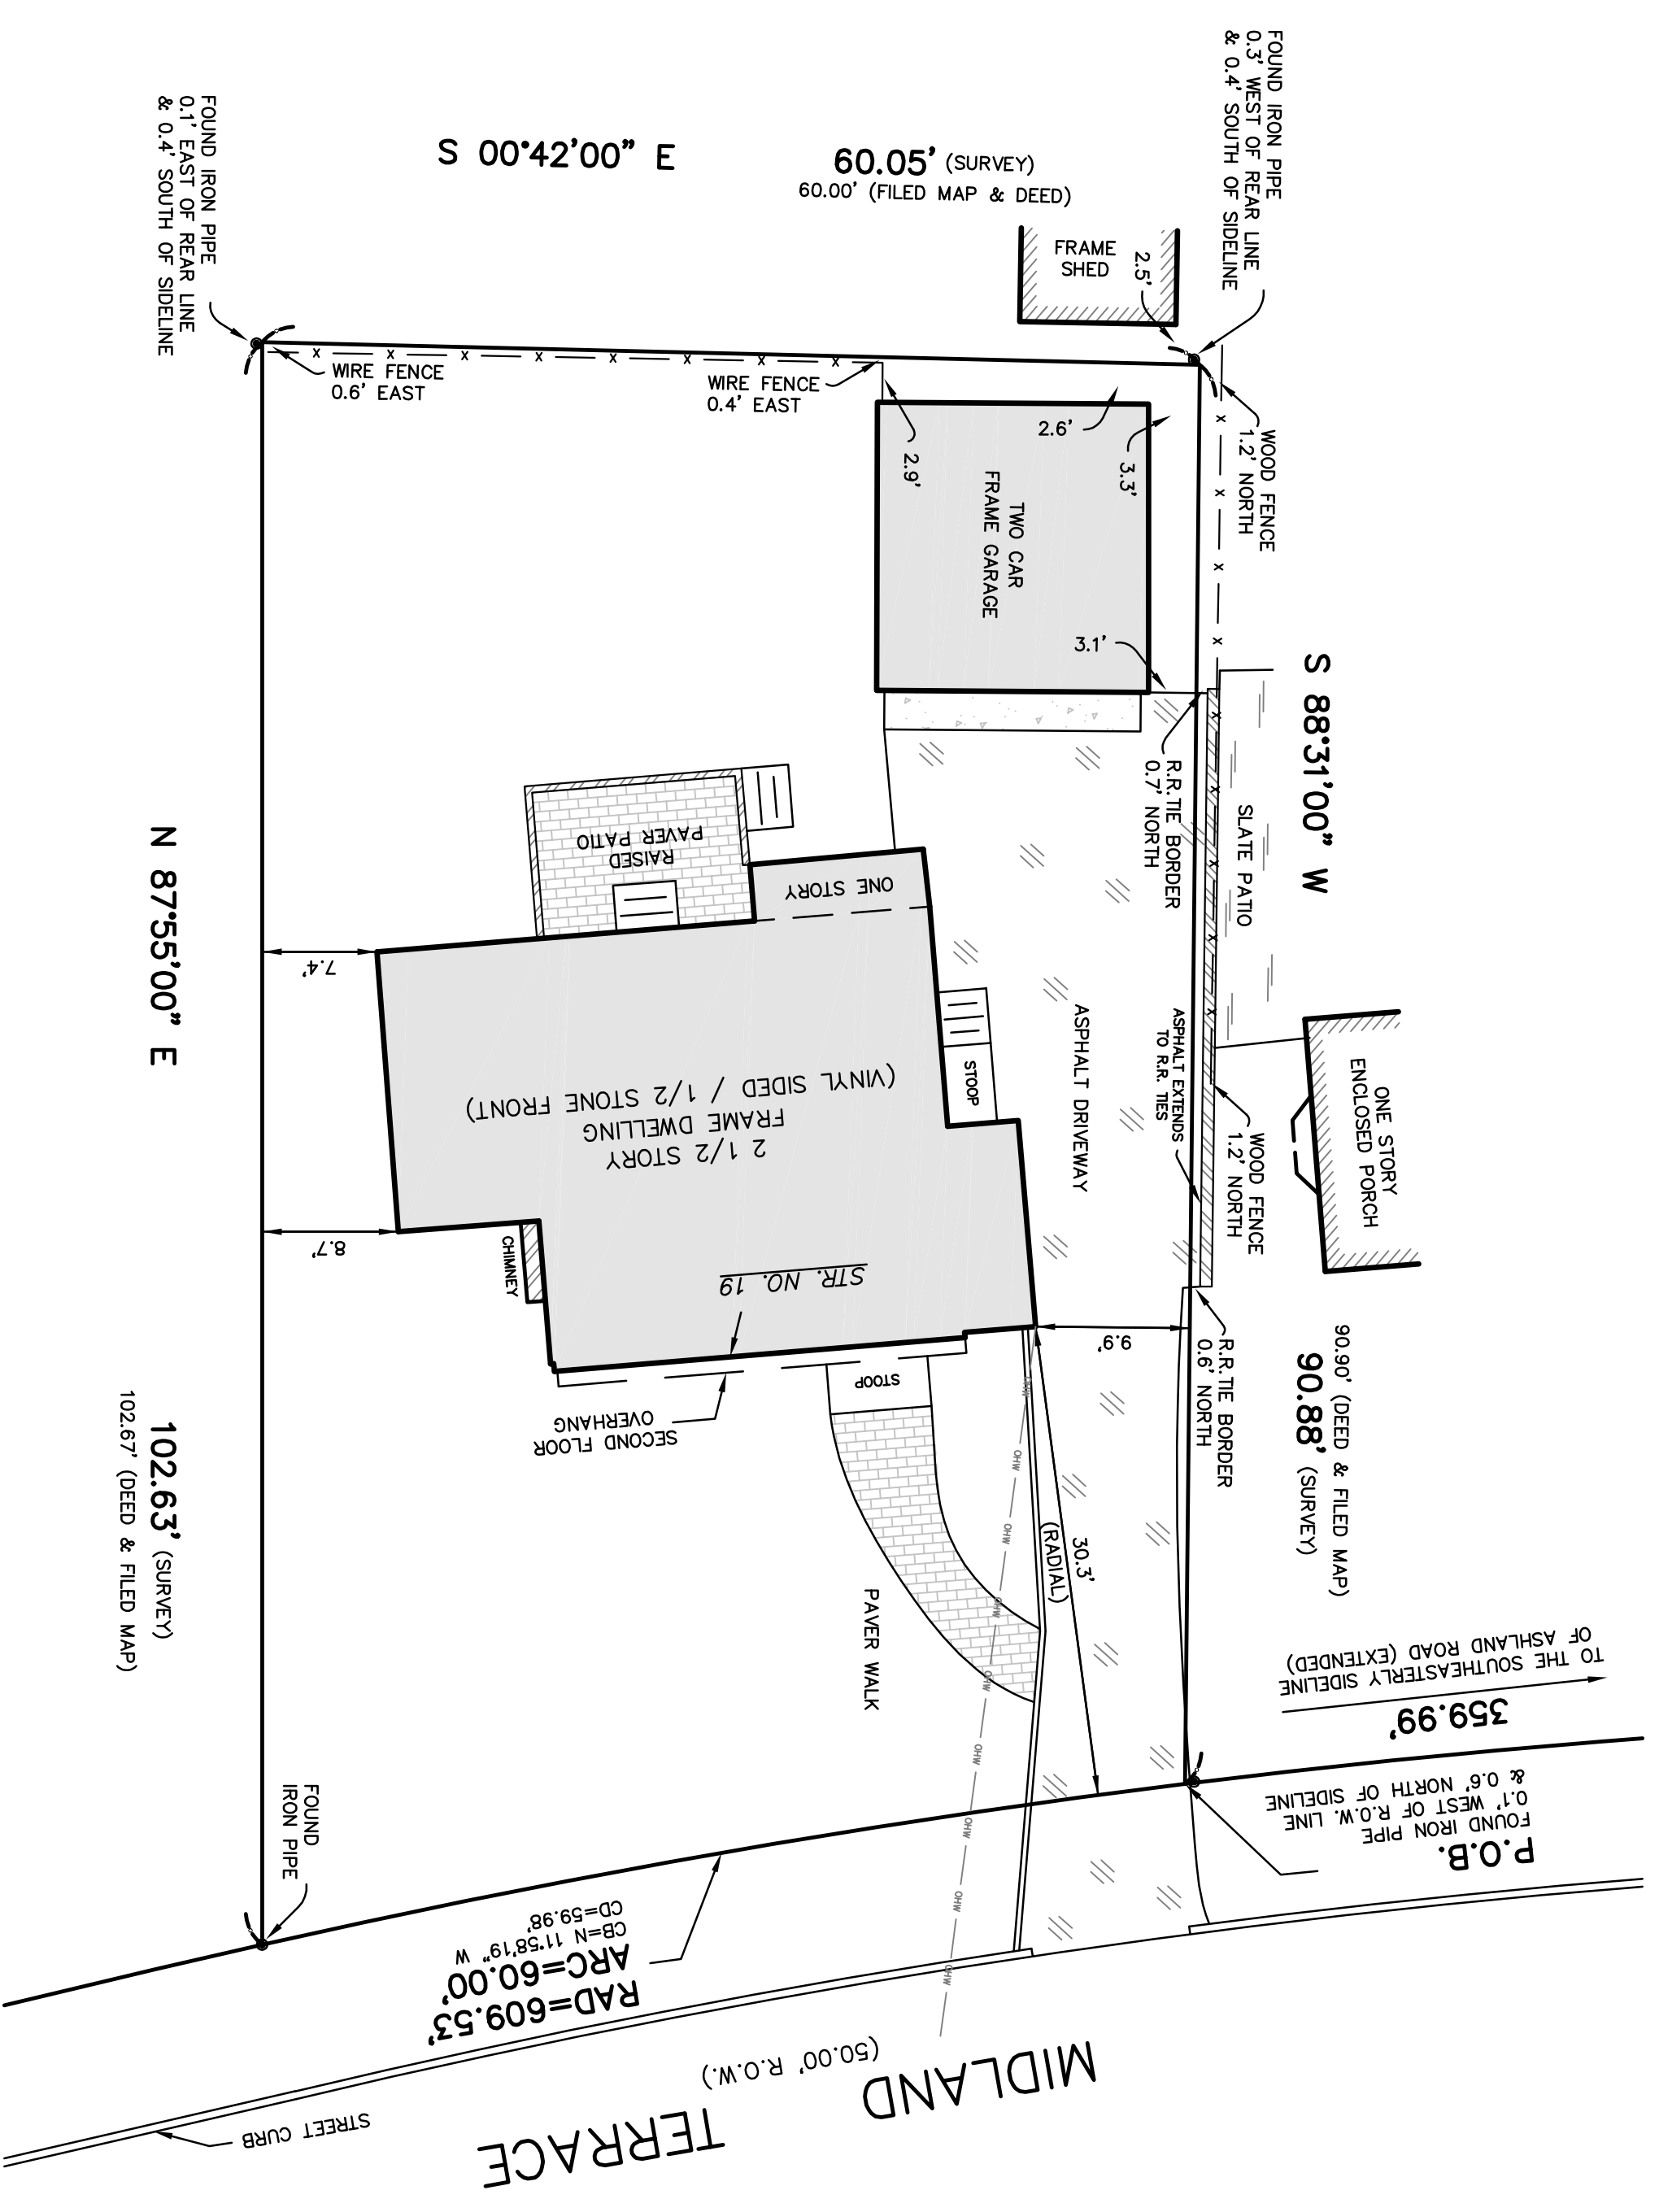 FOUND IRON PIPE
0.3' WEST OF REAR LINE
& 0.4' SOUTH OF SIDELINE
FOUND IRON PIPE
0.1' EAST OF REAR LINE
& 0.4' SOUTH OF SIDELINE
S 00°42'00" E
60.05' (SURVEY)
60.00' (FILED MAP & DEED)
FRAME
SHED
2.5'
WIRE FENCE
0.6' EAST
WIRE FENCE
0.4' EAST
WOOD FENCE
1.2' NORTH
2.9'
2.6'
3.3'
TWO CAR
FRAME GARAGE
3.1'
S 88°31'00" W
R.R.TIE BORDER
0.7' NORTH
SLATE PATIO
RAISED
PAVER PATIO
ONE STORY
N 87°55'00" E
7.4'
ASPHALT DRIVEWAY
ASPHALT EXTENDS
TO R.R. TIES
STOOP
ONE STORY
ENCLOSED PORCH
WOOD FENCE
1.2' NORTH
2 1/2 STORY
FRAME DWELLING
(VINYL SIDED / 1/2 STONE FRONT)
8.7'
CHIMNEY
STR. NO. 19
9.9'
R.R.TIE BORDER
0.6' NORTH
90.90' (DEED & FILED MAP)
90.88' (SURVEY)
STOOP
SECOND FLOOR
OVERHANG
102.63' (SURVEY)
102.67' (DEED & FILED MAP)
30.3'
(RADIAL)
PAVER WALK
OHW
OHW
OHW
OHW
OHW
OHW
OHW
OHW
OHW
359.99'
TO THE SOUTHEASTERLY SIDELINE
OF ASHLAND ROAD (EXTENDED)
P.O.B.
FOUND IRON PIPE
0.1' WEST OF R.O.W. LINE
& 0.6' NORTH OF SIDELINE
FOUND
IRON PIPE
RAD=609.53'
ARC=60.00'
CB=N 11°58'19" W
CD=59.98'
MIDLAND TERRACE
(50.00' R.O.W.)
STREET CURB